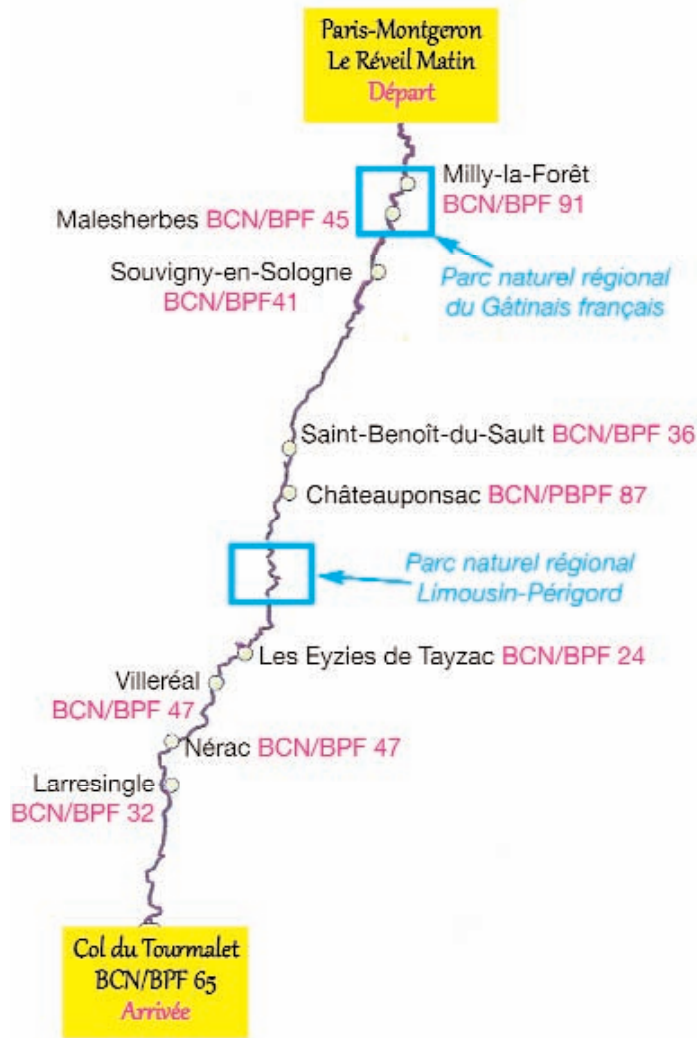 Paris-Montgeron
Le Réveil Matin
Départ
Milly-la-Forêt
BCN/BPF 91
Malesherbes BCN/BPF 45
Souvigny-en-Sologne
BCN/BPF41
Parc naturel régional
du Gâtinais français
Saint-Benoît-du-Sault BCN/BPF 36
Châteauponsac BCN/PBPF 87
Parc naturel régional
Limousin-Périgord
Les Eyzies de Tayzac BCN/BPF 24
Villeréal
BCN/BPF 47
Nérac BCN/BPF 47
Larresingle
BCN/BPF 32
Col du Tourmalet
BCN/BPF 65
Arrivée